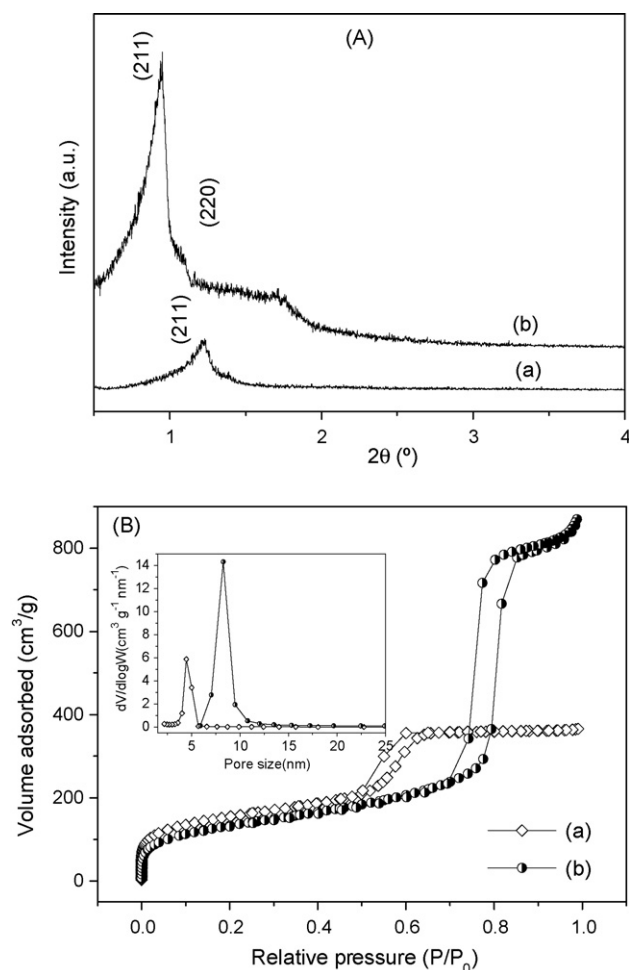 (A)
(211)
(220)
(211)
(b)
(a)
Intensity (a.u.)
1 2 3 4
2θ (º)
(B)
800
600
400
200
0
Volume adsorbed (cm³/g)
14
12
10
8
6
4
2
0
dV/dlogW(cm³ g⁻¹ nm⁻¹)
5 10 15 20 25
Pore size(nm)
(a)
(b)
0.0 0.2 0.4 0.6 0.8 1.0
Relative pressure (P/P₀)